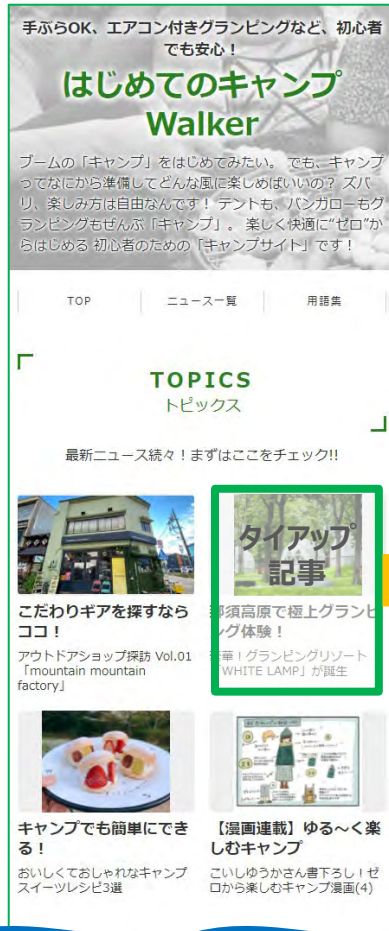 手ぶらOK、エアコン付きグランピングなど、初心者
でも安心！
はじめてのキャンプ
Walker
ブームの「キャンプ」をはじめてみたい。 でも、キャンプ
ってなにから準備してどんな風に楽しめばいいの？ ズバ
リ、楽しみ方は自由なんです！ テントも、バンガローもグ
ランピングもぜんぶ「キャンプ」。 楽しく快適に“ゼロ”か
らはじめる 初心者のための「キャンプサイト」です！
TOP
ニュース一覧
用語集
TOPICS
トピックス
最新ニュース続々！まずはここをチェック!!
こだわりギアを探すなら
ココ！
アウトドアショップ探訪 Vol.01
「mountain mountain
factory」
タイアップ
記事
那須高原で極上グランピ
ング体験！
豪華！グランピングリゾート
「WHITE LAMP」が誕生
キャンプでも簡単にでき
る！
おいしくておしゃれなキャンプ
スイーツレシピ3選
【漫画連載】ゆる～く楽
しむキャンプ
こいしゆうかさん書下ろし！ゼ
ロから楽しむキャンプ漫画(4)